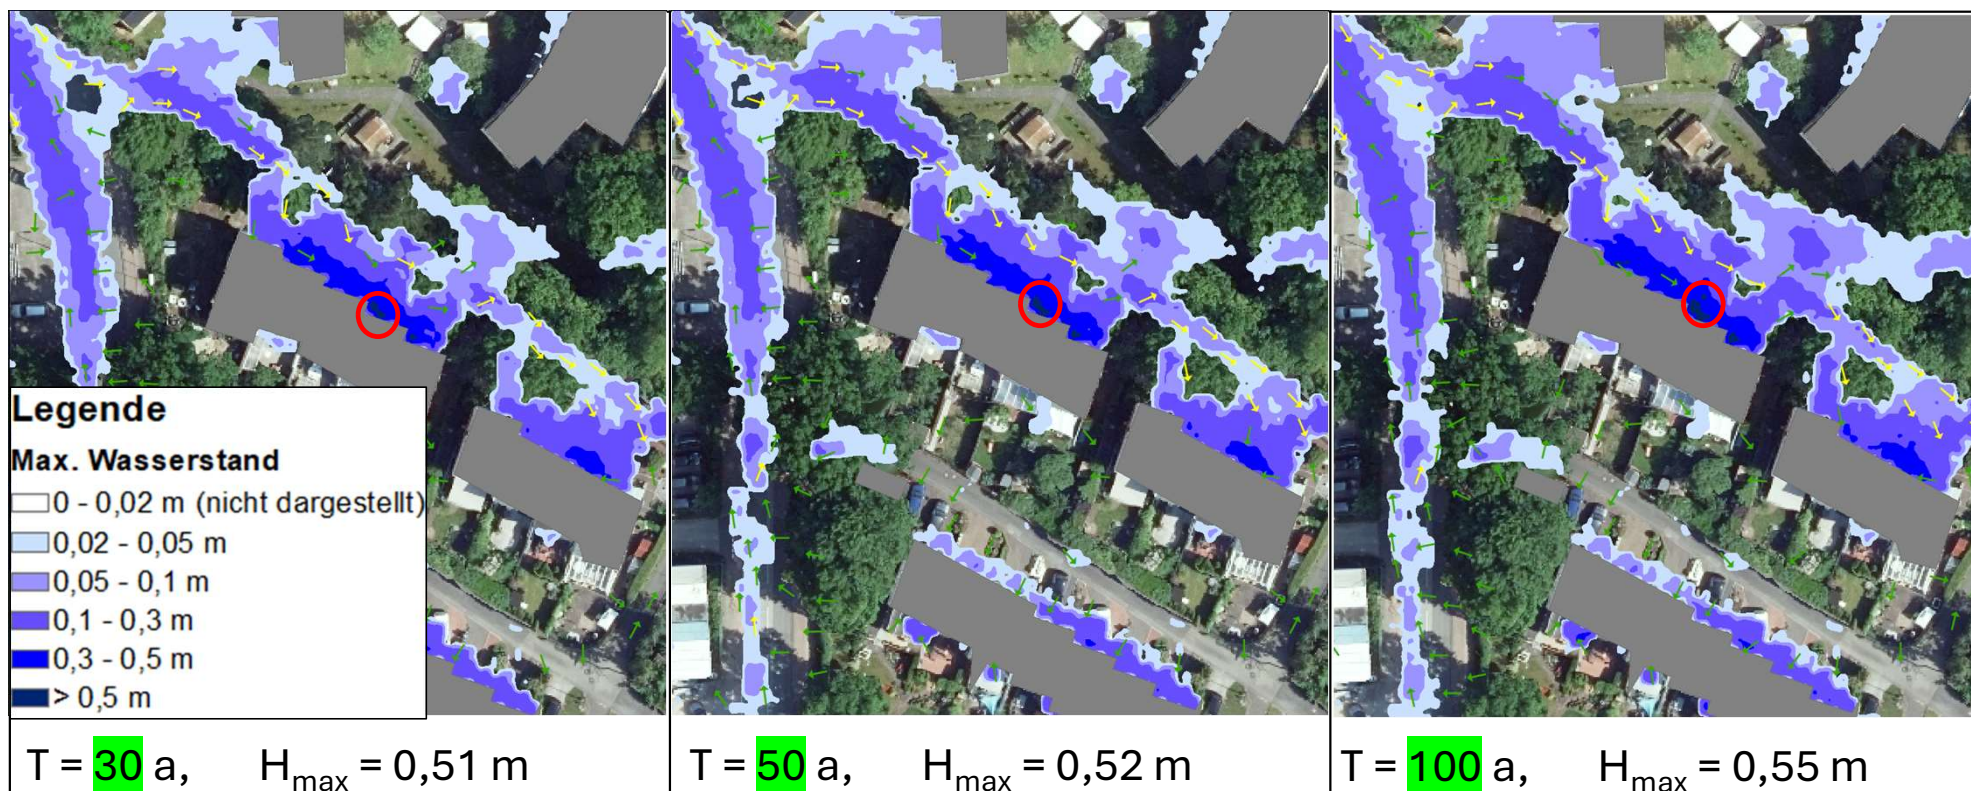 Legende
Max. Wasserstand
0 - 0,02 m (nicht dargestellt)
0,02 - 0,05 m
0,05 - 0,1 m
0,1 - 0,3 m
0,3 - 0,5 m
> 0,5 m
T = 30 a, Hmax = 0,51 m
T = 50 a, Hmax = 0,52 m
T = 100 a, Hmax = 0,55 m